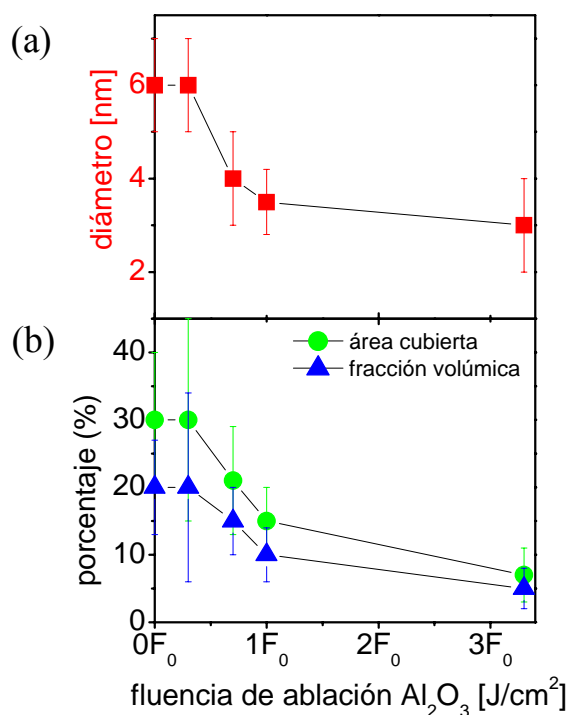 (a)
diámetro [nm]
6
4
2
(b)
porcentaje (%)
40
30
20
10
0
área cubierta
fracción volúmica
0F₀ 1F₀ 2F₀ 3F₀
fluencia de ablación Al₂O₃ [J/cm²]